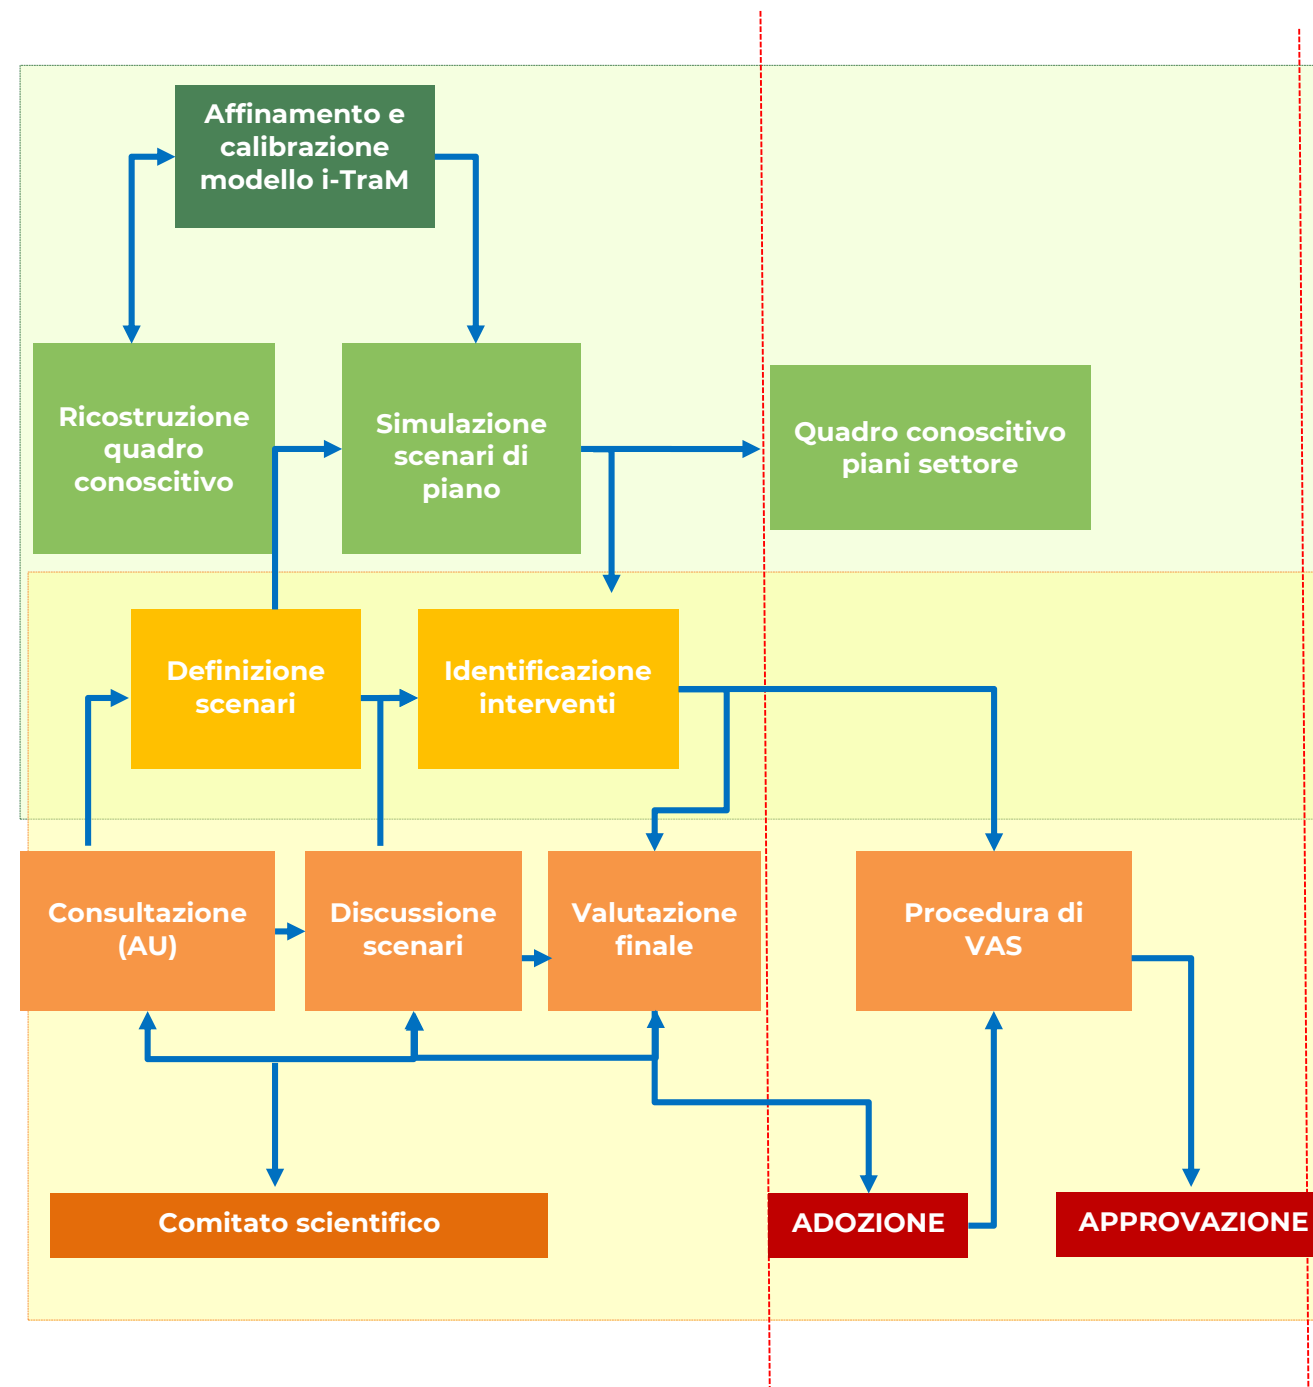 Affinamento e
calibrazione
modello i-TraM
Ricostruzione
quadro
conoscitivo
Simulazione
scenari di
piano
Quadro conoscitivo
piani settore
Definizione
scenari
Identificazione
interventi
Consultazione
(AU)
Discussione
scenari
Valutazione
finale
Procedura di
VAS
Comitato scientifico
ADOZIONE
APPROVAZIONE